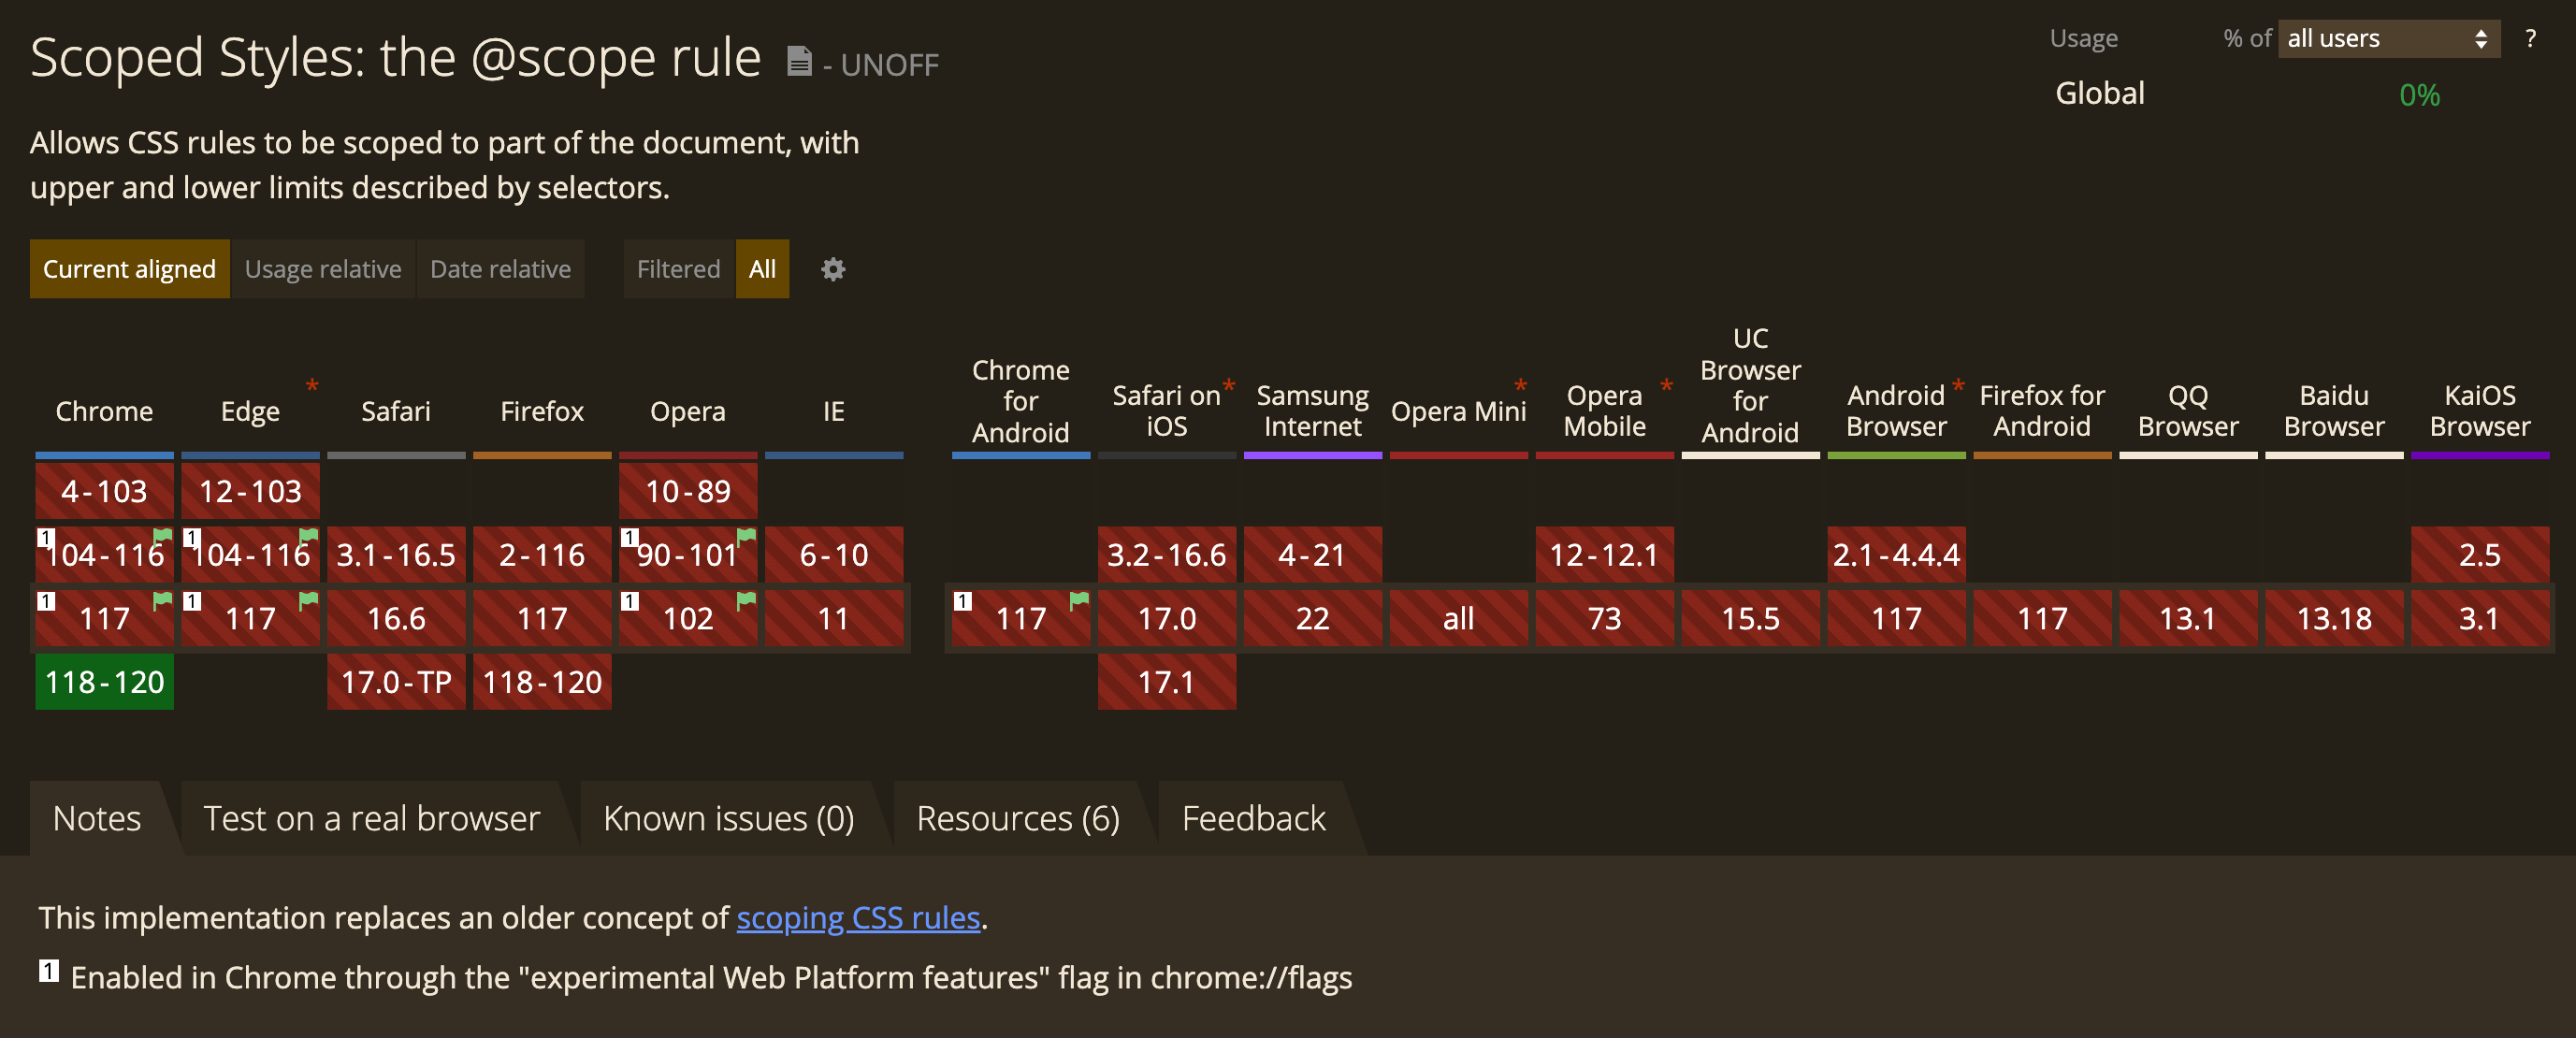 Scoped Styles: the @scope rule - UNOFF
Usage % of all users ?
Global 0%
Allows CSS rules to be scoped to part of the document, with
upper and lower limits described by selectors.
Current aligned Usage relative Date relative Filtered All
Chrome Edge * Safari Firefox Opera IE
Chrome for Android Safari on iOS * Samsung Internet Opera Mini * Opera Mobile * UC Browser for Android Android Browser * Firefox for Android QQ Browser Baidu Browser KaiOS Browser
4-103 12-103 10-89
1 104-116 1 104-116 3.1-16.5 2-116 1 90-101 6-10 3.2-16.6 4-21 12-12.1 2.1-4.4.4 2.5
1 117 1 117 16.6 117 1 102 11 1 117 17.0 22 all 73 15.5 117 117 13.1 13.18 3.1
118-120 17.0-TP 118-120 17.1
Notes Test on a real browser Known issues (0) Resources (6) Feedback
This implementation replaces an older concept of scoping CSS rules.
1 Enabled in Chrome through the "experimental Web Platform features" flag in chrome://flags